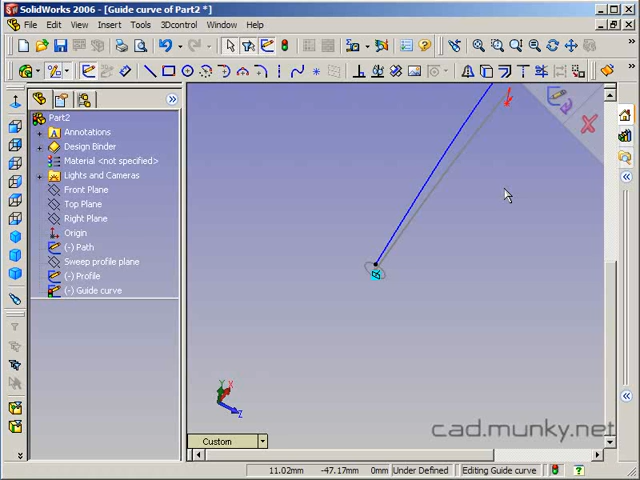 SolidWorks 2006 - [Guide curve of Part2 *]
File Edit View Insert Tools 3Dcontrol Utilities Window Help
Part2
Annotations
Design Binder
Material <not specified>
Lights and Cameras
Front Plane
Top Plane
Right Plane
Origin
(-) Path
Sweep profile plane
(-) Profile
(-) Guide curve
Y
X
Z
cad.munky.net
Custom
11.02mm -47.17mm 0mm Under Defined Editing Guide curve